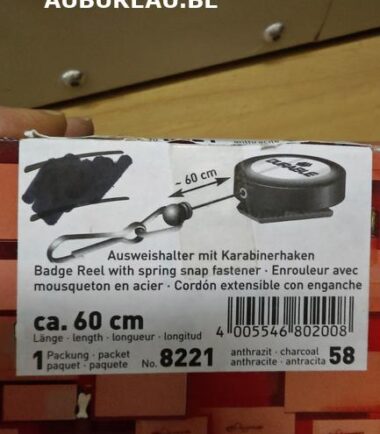 AUBUREAU.BE
anthracite
~ 60 cm
DURABLE
Ausweishalter mit Karabinerhaken
Badge Reel with spring snap fastener · Enrouleur avec
mousqueton en acier · Cordón extensible con enganche
ca. 60 cm
Länge · length · longueur · longitud
4 005546 802008
1 Packung · packet
paquet · paquete
No. 8221
anthrazit · charcoal
anthracite · antracita 58